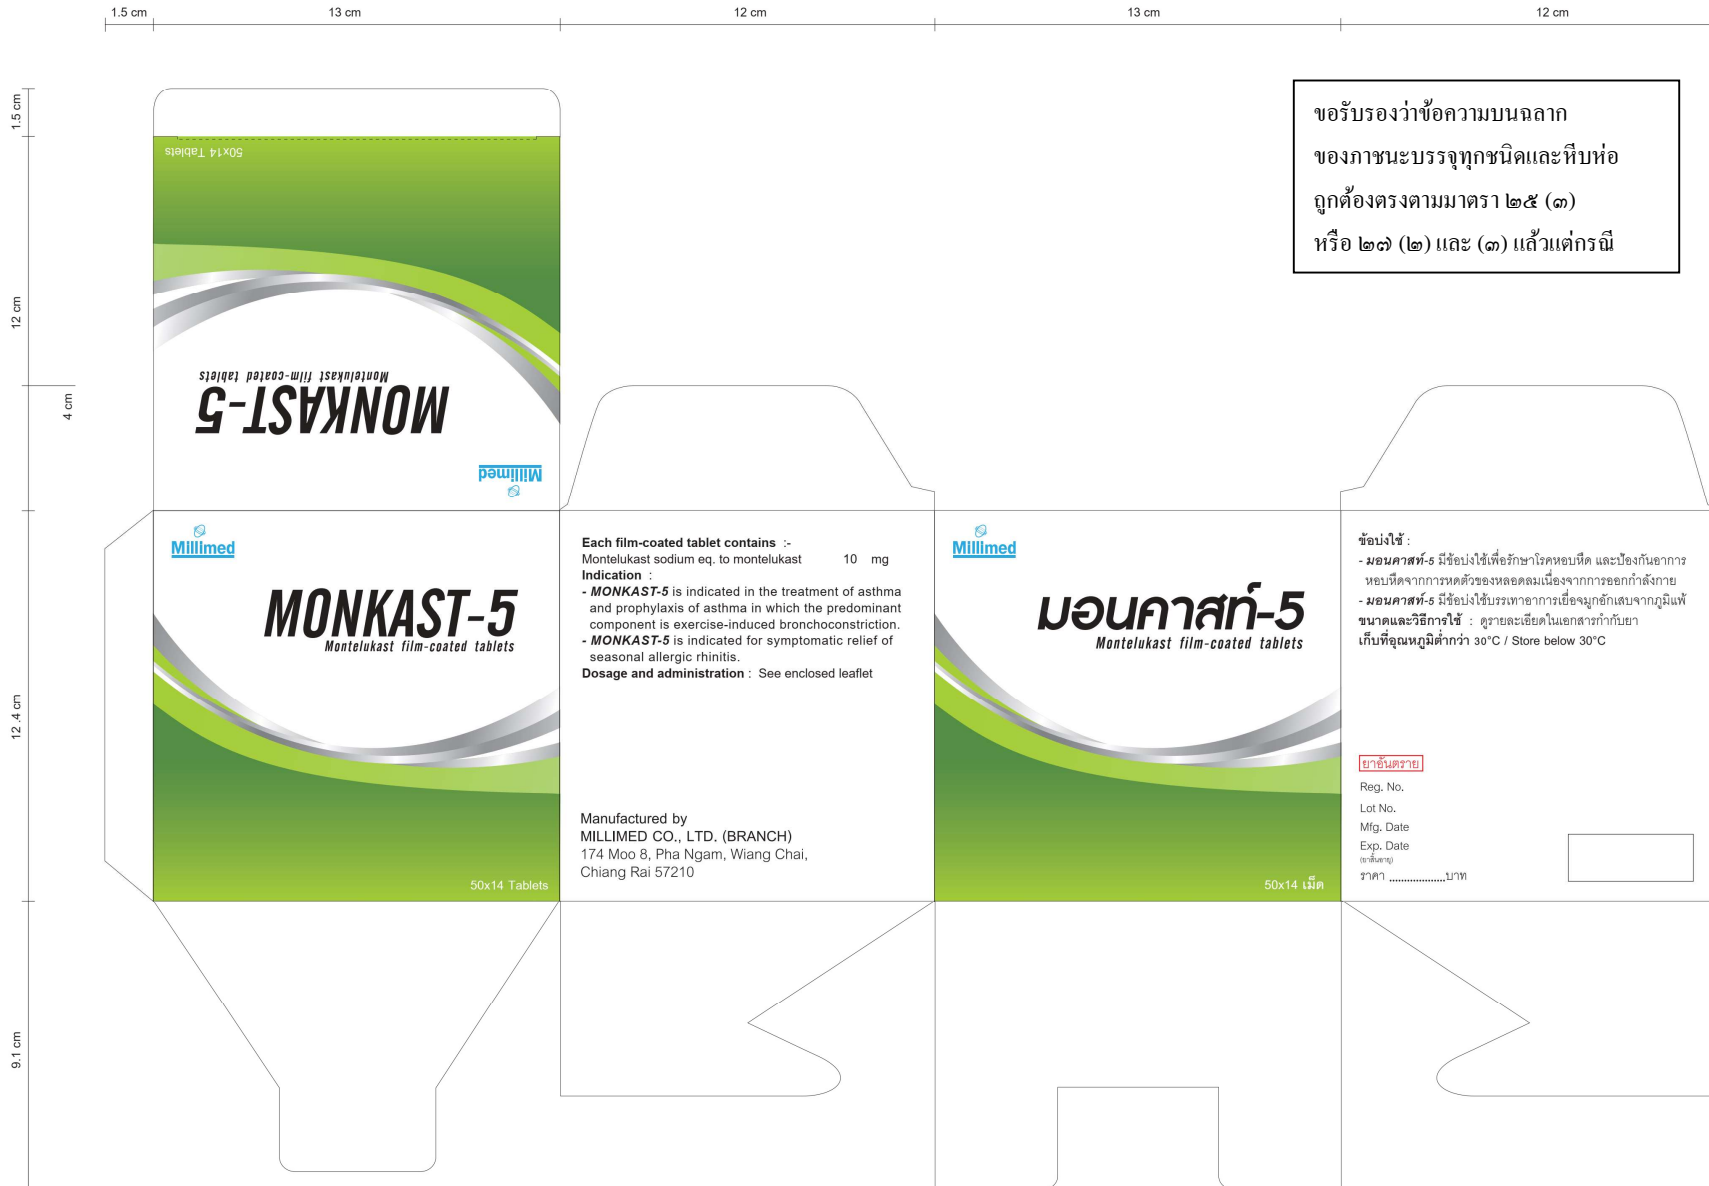 1.5 cm
13 cm
12 cm
13 cm
12 cm
1.5 cm
12 cm
4 cm
12.4 cm
9.1 cm
ขอรับรองว่าข้อความบนฉลาก
ของภาชนะบรรจุทุกชนิดและหีบห่อ
ถูกต้องตรงตามมาตรา ๒๕ (๓)
หรือ ๒๗ (๒) และ (๓) แล้วแต่กรณี
50x14 Tablets
Montelukast film-coated tablets
MONKAST-5
Millimed
Millimed
MONKAST-5
Montelukast film-coated tablets
50x14 Tablets
Each film-coated tablet contains :-
Montelukast sodium eq. to montelukast 10 mg
Indication :
- MONKAST-5 is indicated in the treatment of asthma
and prophylaxis of asthma in which the predominant
component is exercise-induced bronchoconstriction.
- MONKAST-5 is indicated for symptomatic relief of
seasonal allergic rhinitis.
Dosage and administration : See enclosed leaflet
Manufactured by
MILLIMED CO., LTD. (BRANCH)
174 Moo 8, Pha Ngam, Wiang Chai,
Chiang Rai 57210
Millimed
มอนคาสท์-5
Montelukast film-coated tablets
50x14 เม็ด
ข้อบ่งใช้ :
- มอนคาสท์-5 มีข้อบ่งใช้เพื่อรักษาโรคหอบหืด และป้องกันอาการ
หอบหืดจากการหดตัวของหลอดลมเนื่องจากการออกกำลังกาย
- มอนคาสท์-5 มีข้อบ่งใช้บรรเทาอาการเยื่อจมูกอักเสบจากภูมิแพ้
ขนาดและวิธีการใช้ : ดูรายละเอียดในเอกสารกำกับยา
เก็บที่อุณหภูมิต่ำกว่า 30°C / Store below 30°C
ยาอันตราย
Reg. No.
Lot No.
Mfg. Date
Exp. Date
(ยาสิ้นอายุ)
ราคา ...................บาท